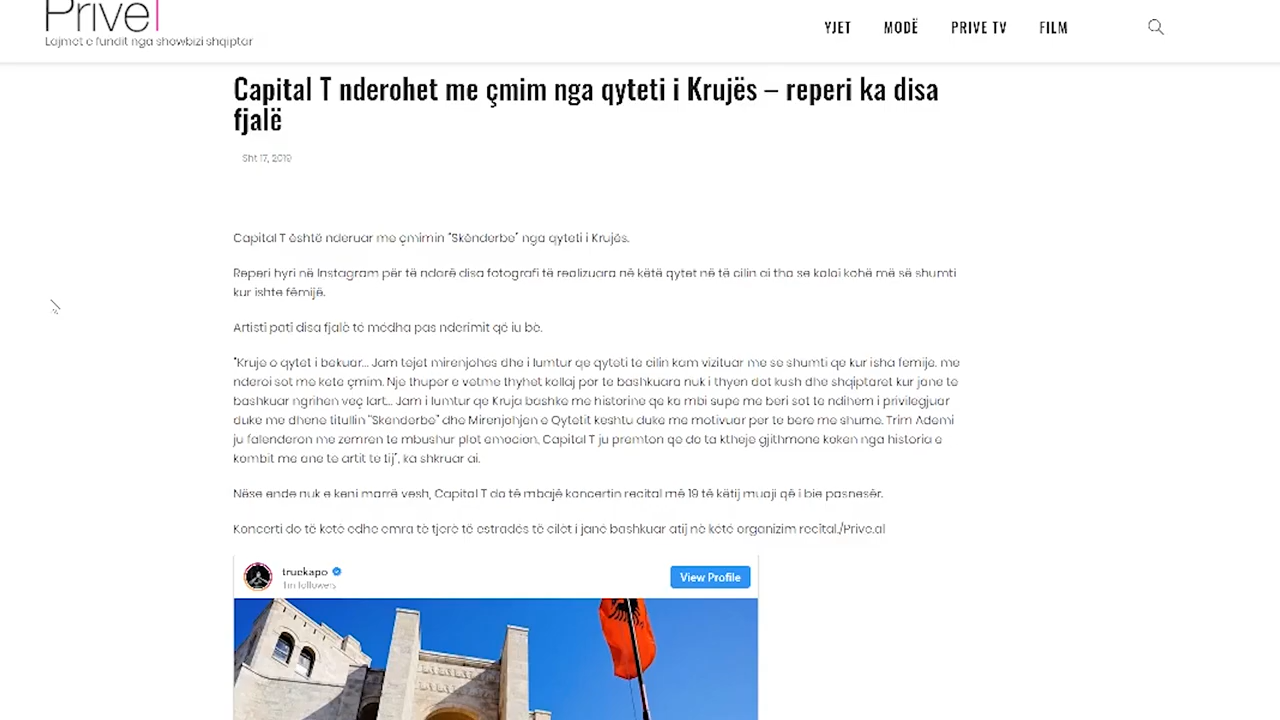 Prive
Lajmet e fundit nga showbizi shqiptar
YJET MODË PRIVE TV FILM
Capital T nderohet me çmim nga qyteti i Krujës – reperi ka disa
fjalë
Sht 17, 2019
Capital T është nderuar me çmimin "Skënderbe" nga qyteti i Krujës.
Reperi hyri në Instagram për të ndarë disa fotografi të realizuara në këtë qytet në të cilin ai tha se kaloi kohë më së shumti
kur ishte fëmijë.
Artisti pati disa fjalë të mëdha pas nderimit që iu bë.
"Kruje o qytet i bekuar... Jam tejet mirenjohes dhe i lumtur qe qyteti te cilin kam vizituar me se shumti qe kur isha femije, me
nderoi sot me kete çmim. Nje thuper e vetme thyhet kollaj por te bashkuara nuk i thyen dot kush dhe shqiptaret kur jane te
bashkuar ngrihen veç lart... Jam i lumtur qe Kruja bashke me historine qe ka mbi supe me beri sot te ndihem i privilegjuar
duke me dhene titullin "Skenderbe" dhe Mirenjohjen e Qytetit keshtu duke me motivuar per te bere me shume. Trim Ademi
ju falenderon me zemren te mbushur plot emocion, Capital T ju premton qe do ta ktheje gjithmone koken nga historia e
kombit me ane te artit te tij", ka shkruar ai.
Nëse ende nuk e keni marrë vesh, Capital T do të mbajë koncertin recital më 19 të këtij muaji që i bie pasnesër.
Koncerti do të ketë edhe emra të tjerë të estradës të cilët i janë bashkuar atij në këtë organizim recital./Prive.al
truekapo
1m followers
View Profile